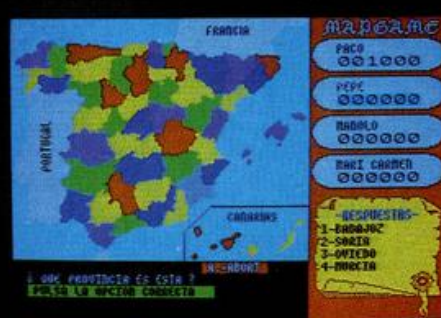 MAPGAME
FRANCIA
PACO
001000
PEPE
000000
PORTUGAL
MANOLO
000000
MARI CARMEN
000000
CANARIAS
-RESPUESTAS-
1-BADAJOZ
2-SORIA
3-OVIEDO
4-MURCIA
-ABORT
¿ QUE PROVINCIA ES ESTA ?
PULSA LA OPCION CORRECTA